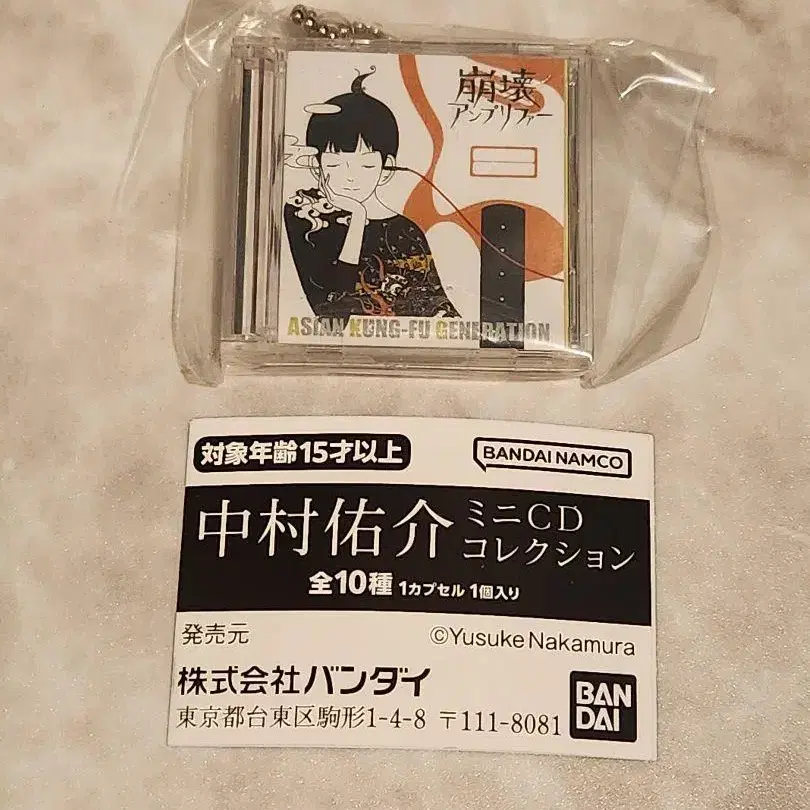 崩壊
アンプリファー
ASIAN KUNG-FU GENERATION
対象年齢15才以上
BANDAI NAMCO
中村佑介 ミニCD
コレクション
全10種 1カプセル 1個入り
発売元
©Yusuke Nakamura
株式会社バンダイ
東京都台東区駒形1-4-8 〒111-8081
BAN
DAI